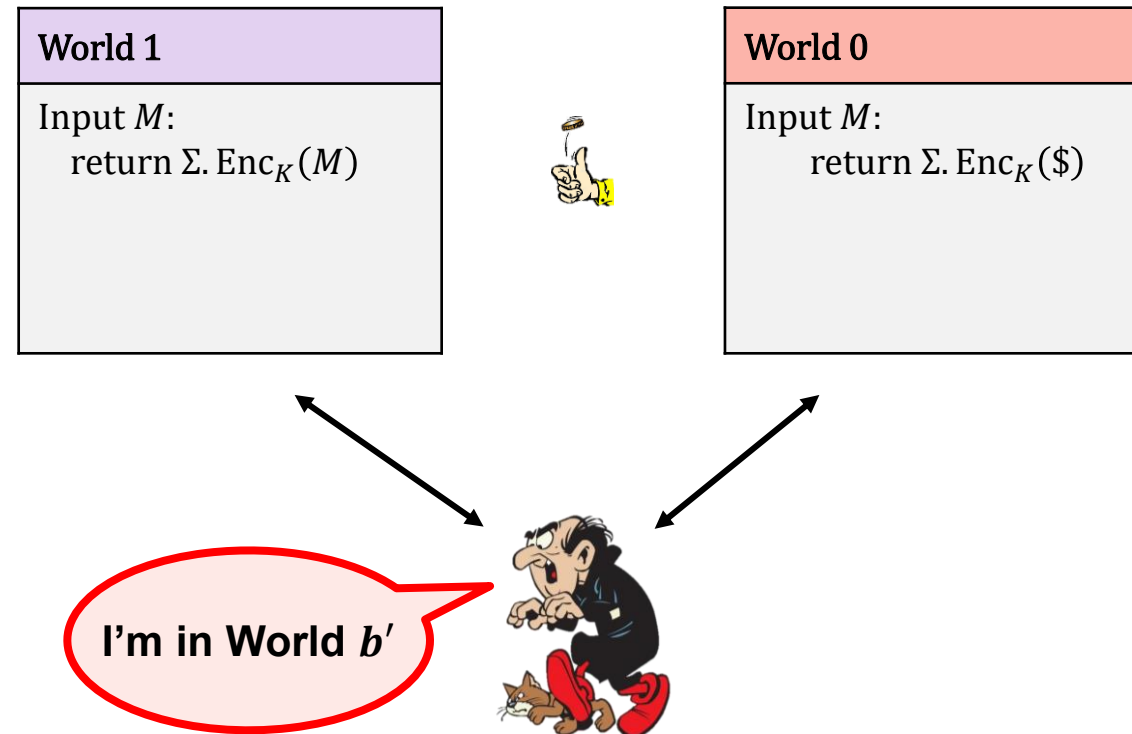 World 1
Input M:
return Σ. Enc_K(M)
World 0
Input M:
return Σ. Enc_K($)
I'm in World b′